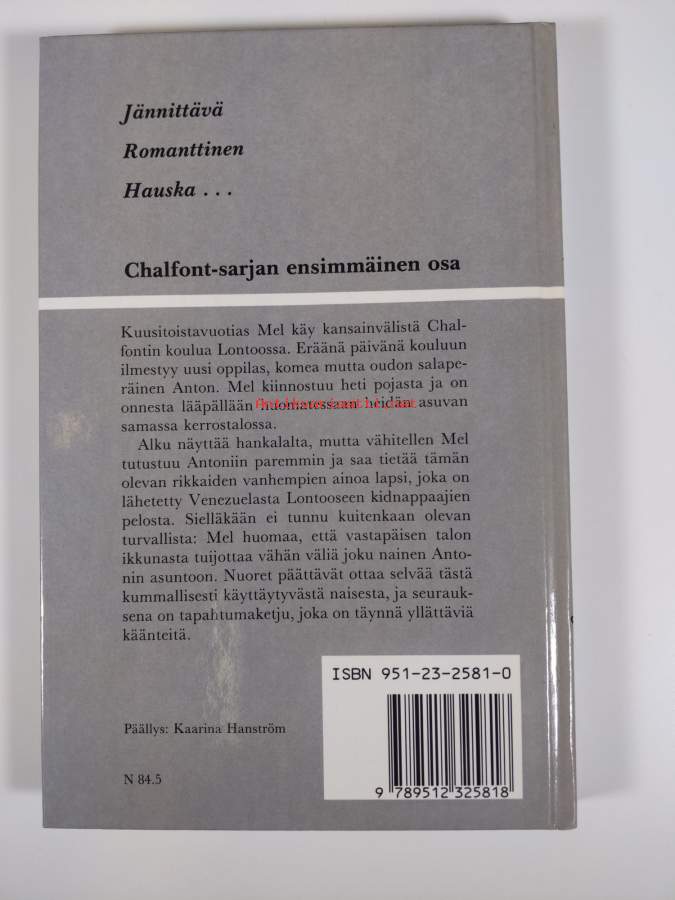 Jännittävä
Romanttinen
Hauska . . .
Chalfont-sarjan ensimmäinen osa
Kuusitoistavuotias Mel käy kansainvälistä Chal-
fontin koulua Lontoossa. Eräänä päivänä kouluun
ilmestyy uusi oppilas, komea mutta oudon salape-
räinen Anton. Mel kiinnostuu heti pojasta ja on
onnesta lääpällään huomatessaan heidän asuvan
samassa kerrostalossa.
Alku näyttää hankalalta, mutta vähitellen Mel
tutustuu Antoniin paremmin ja saa tietää tämän
olevan rikkaiden vanhempien ainoa lapsi, joka on
lähetetty Venezuelasta Lontooseen kidnappaajien
pelosta. Sielläkään ei tunnu kuitenkaan olevan
turvallista: Mel huomaa, että vastapäisen talon
ikkunasta tuijottaa vähän väliä joku nainen Anto-
nin asuntoon. Nuoret päättävät ottaa selvää tästä
kummallisesti käyttäytyvästä naisesta, ja seurauk-
sena on tapahtumaketju, joka on täynnä yllättäviä
käänteitä.
ISBN 951-23-2581-0
Päällys: Kaarina Hanström
N 84.5
9 789512 325818